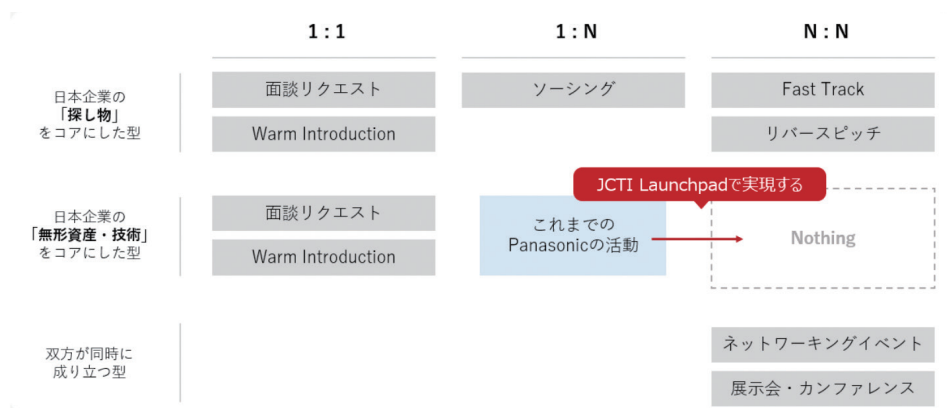 1 : 1
1 : N
N : N
日本企業の
「探し物」
をコアにした型
面談リクエスト
Warm Introduction
ソーシング
Fast Track
リバースピッチ
JCTI Launchpadで実現する
日本企業の
「無形資産・技術」
をコアにした型
面談リクエスト
Warm Introduction
これまでの
Panasonicの活動
Nothing
双方が同時に
成り立つ型
ネットワーキングイベント
展示会・カンファレンス